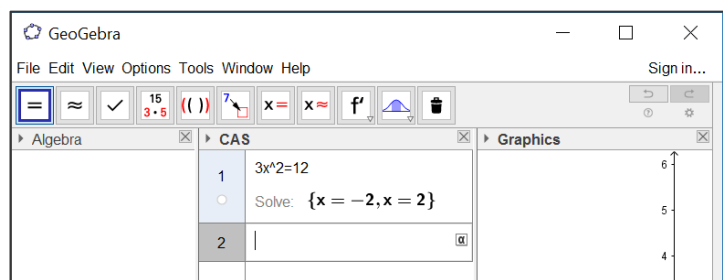 GeoGebra
File Edit View Options Tools Window Help Sign in...
= ≈ ✓ 15 3•5 (( )) 7 x= x≈ f'
Algebra CAS Graphics
1 3x^2=12
Solve: {x = −2, x = 2}
2 α
6
5
4